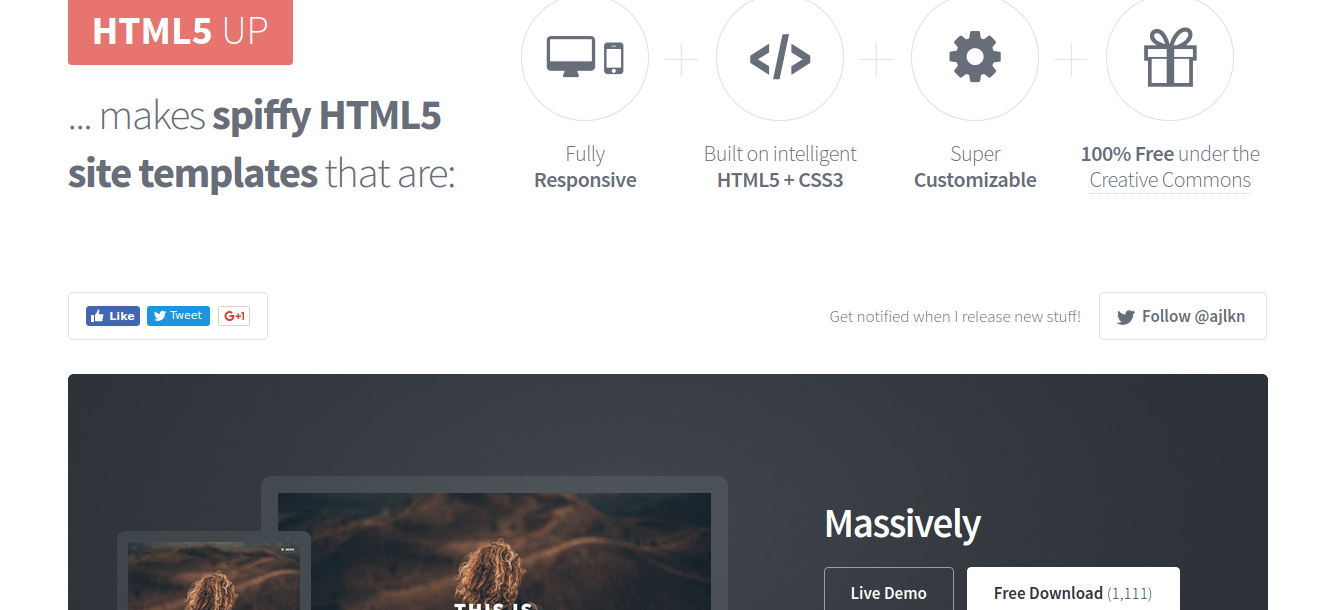 HTML5 UP
... makes spiffy HTML5
site templates that are:
Fully
Responsive
Built on intelligent
HTML5 + CSS3
Super
Customizable
100% Free under the
Creative Commons
Like
Tweet
G+1
Get notified when I release new stuff!
Follow @ajlkn
THIS IS
Massively
Live Demo
Free Download (1,111)